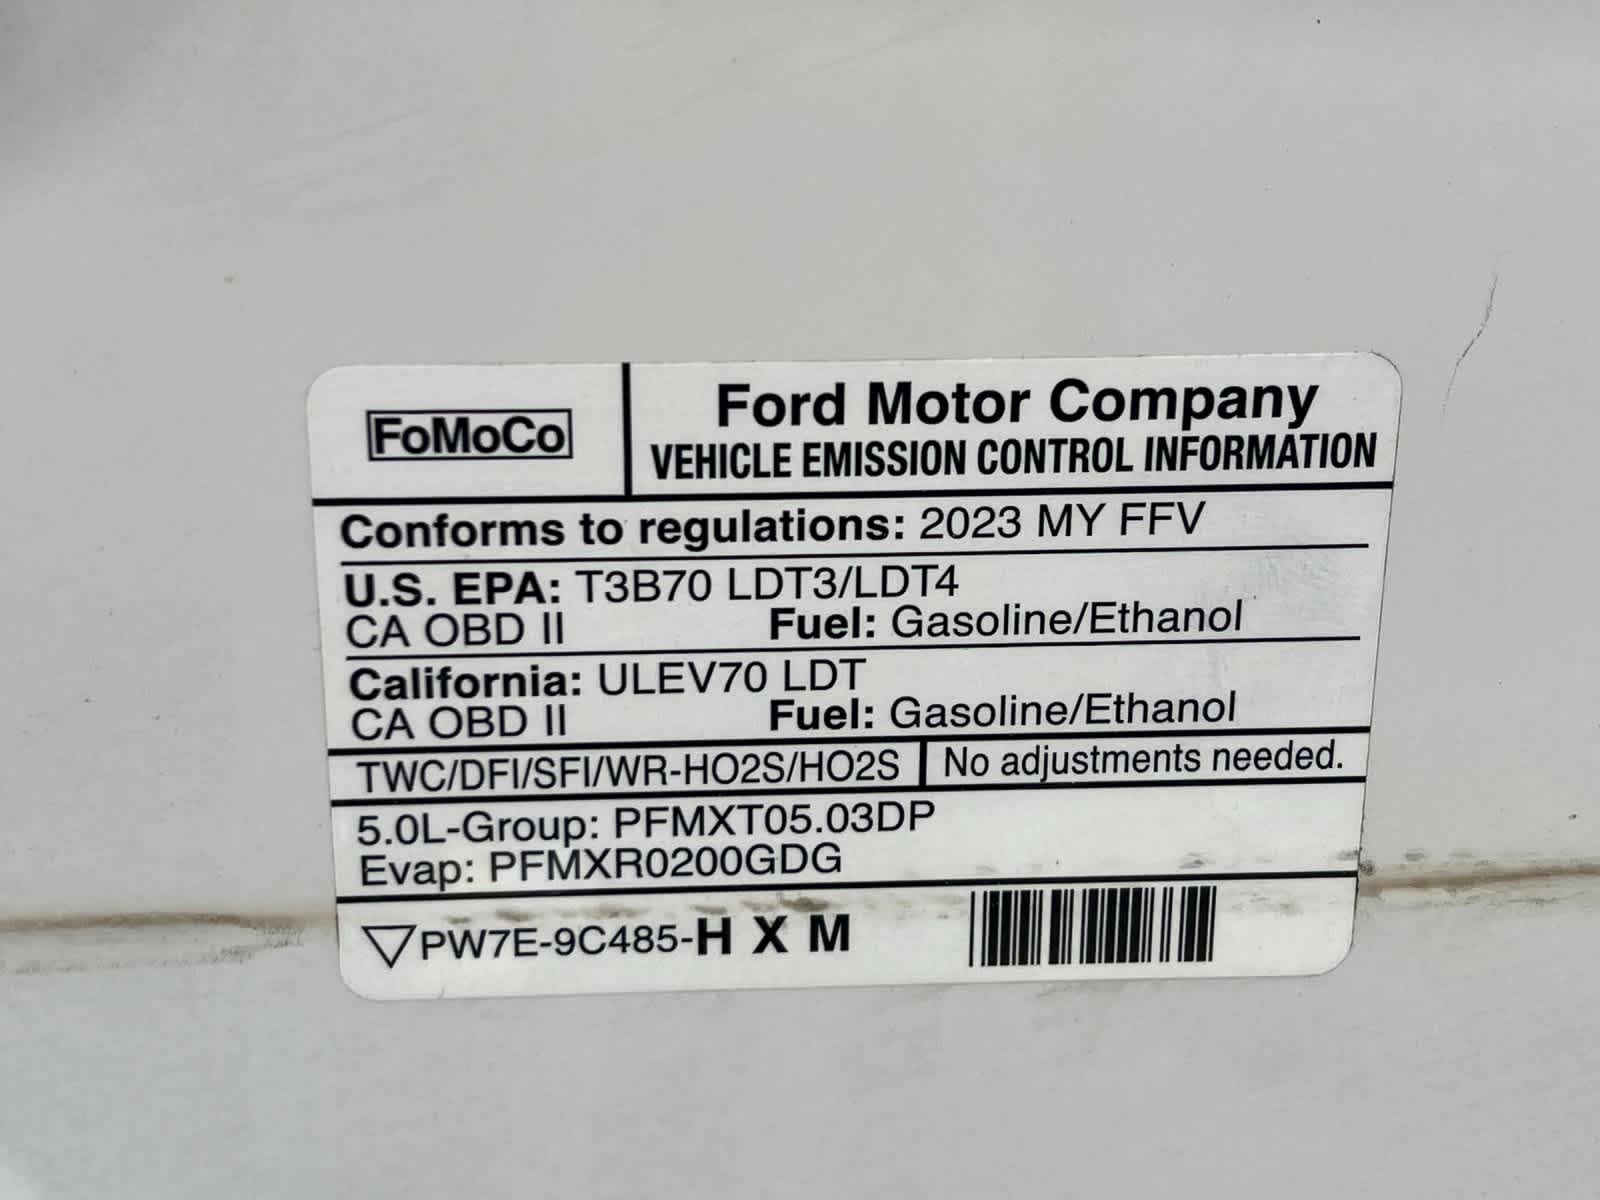 FoMoCo
Ford Motor Company
VEHICLE EMISSION CONTROL INFORMATION
Conforms to regulations: 2023 MY FFV
U.S. EPA: T3B70 LDT3/LDT4
CA OBD II Fuel: Gasoline/Ethanol
California: ULEV70 LDT
CA OBD II Fuel: Gasoline/Ethanol
TWC/DFI/SFI/WR-HO2S/HO2S No adjustments needed.
5.0L-Group: PFMXT05.03DP
Evap: PFMXR0200GDG
PW7E-9C485-H X M